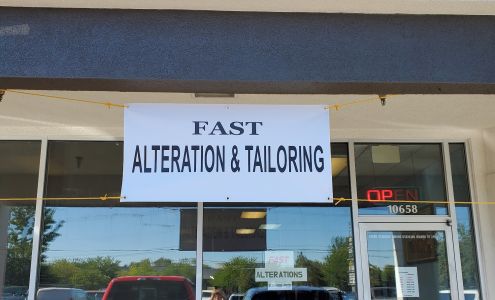 FAST
ALTERATION & TAILORING
OPEN
10658
FAST
ALTERATIONS